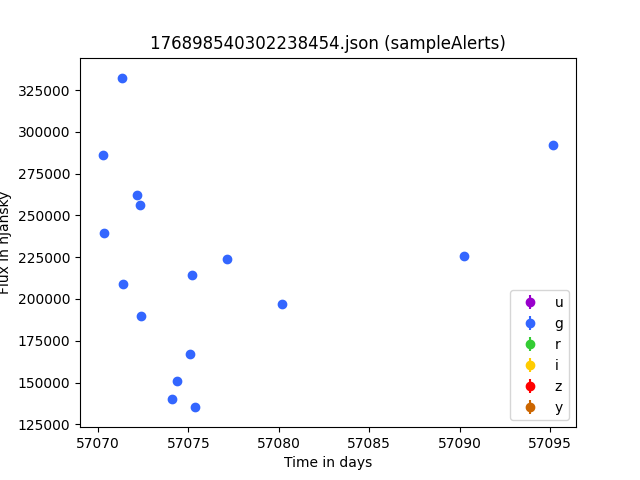 176898540302238454.json (sampleAlerts)
325000
300000
275000
250000
225000
200000
175000
150000
125000
Flux in njansky
57070
57075
57080
57085
57090
57095
Time in days
u
g
r
i
z
y